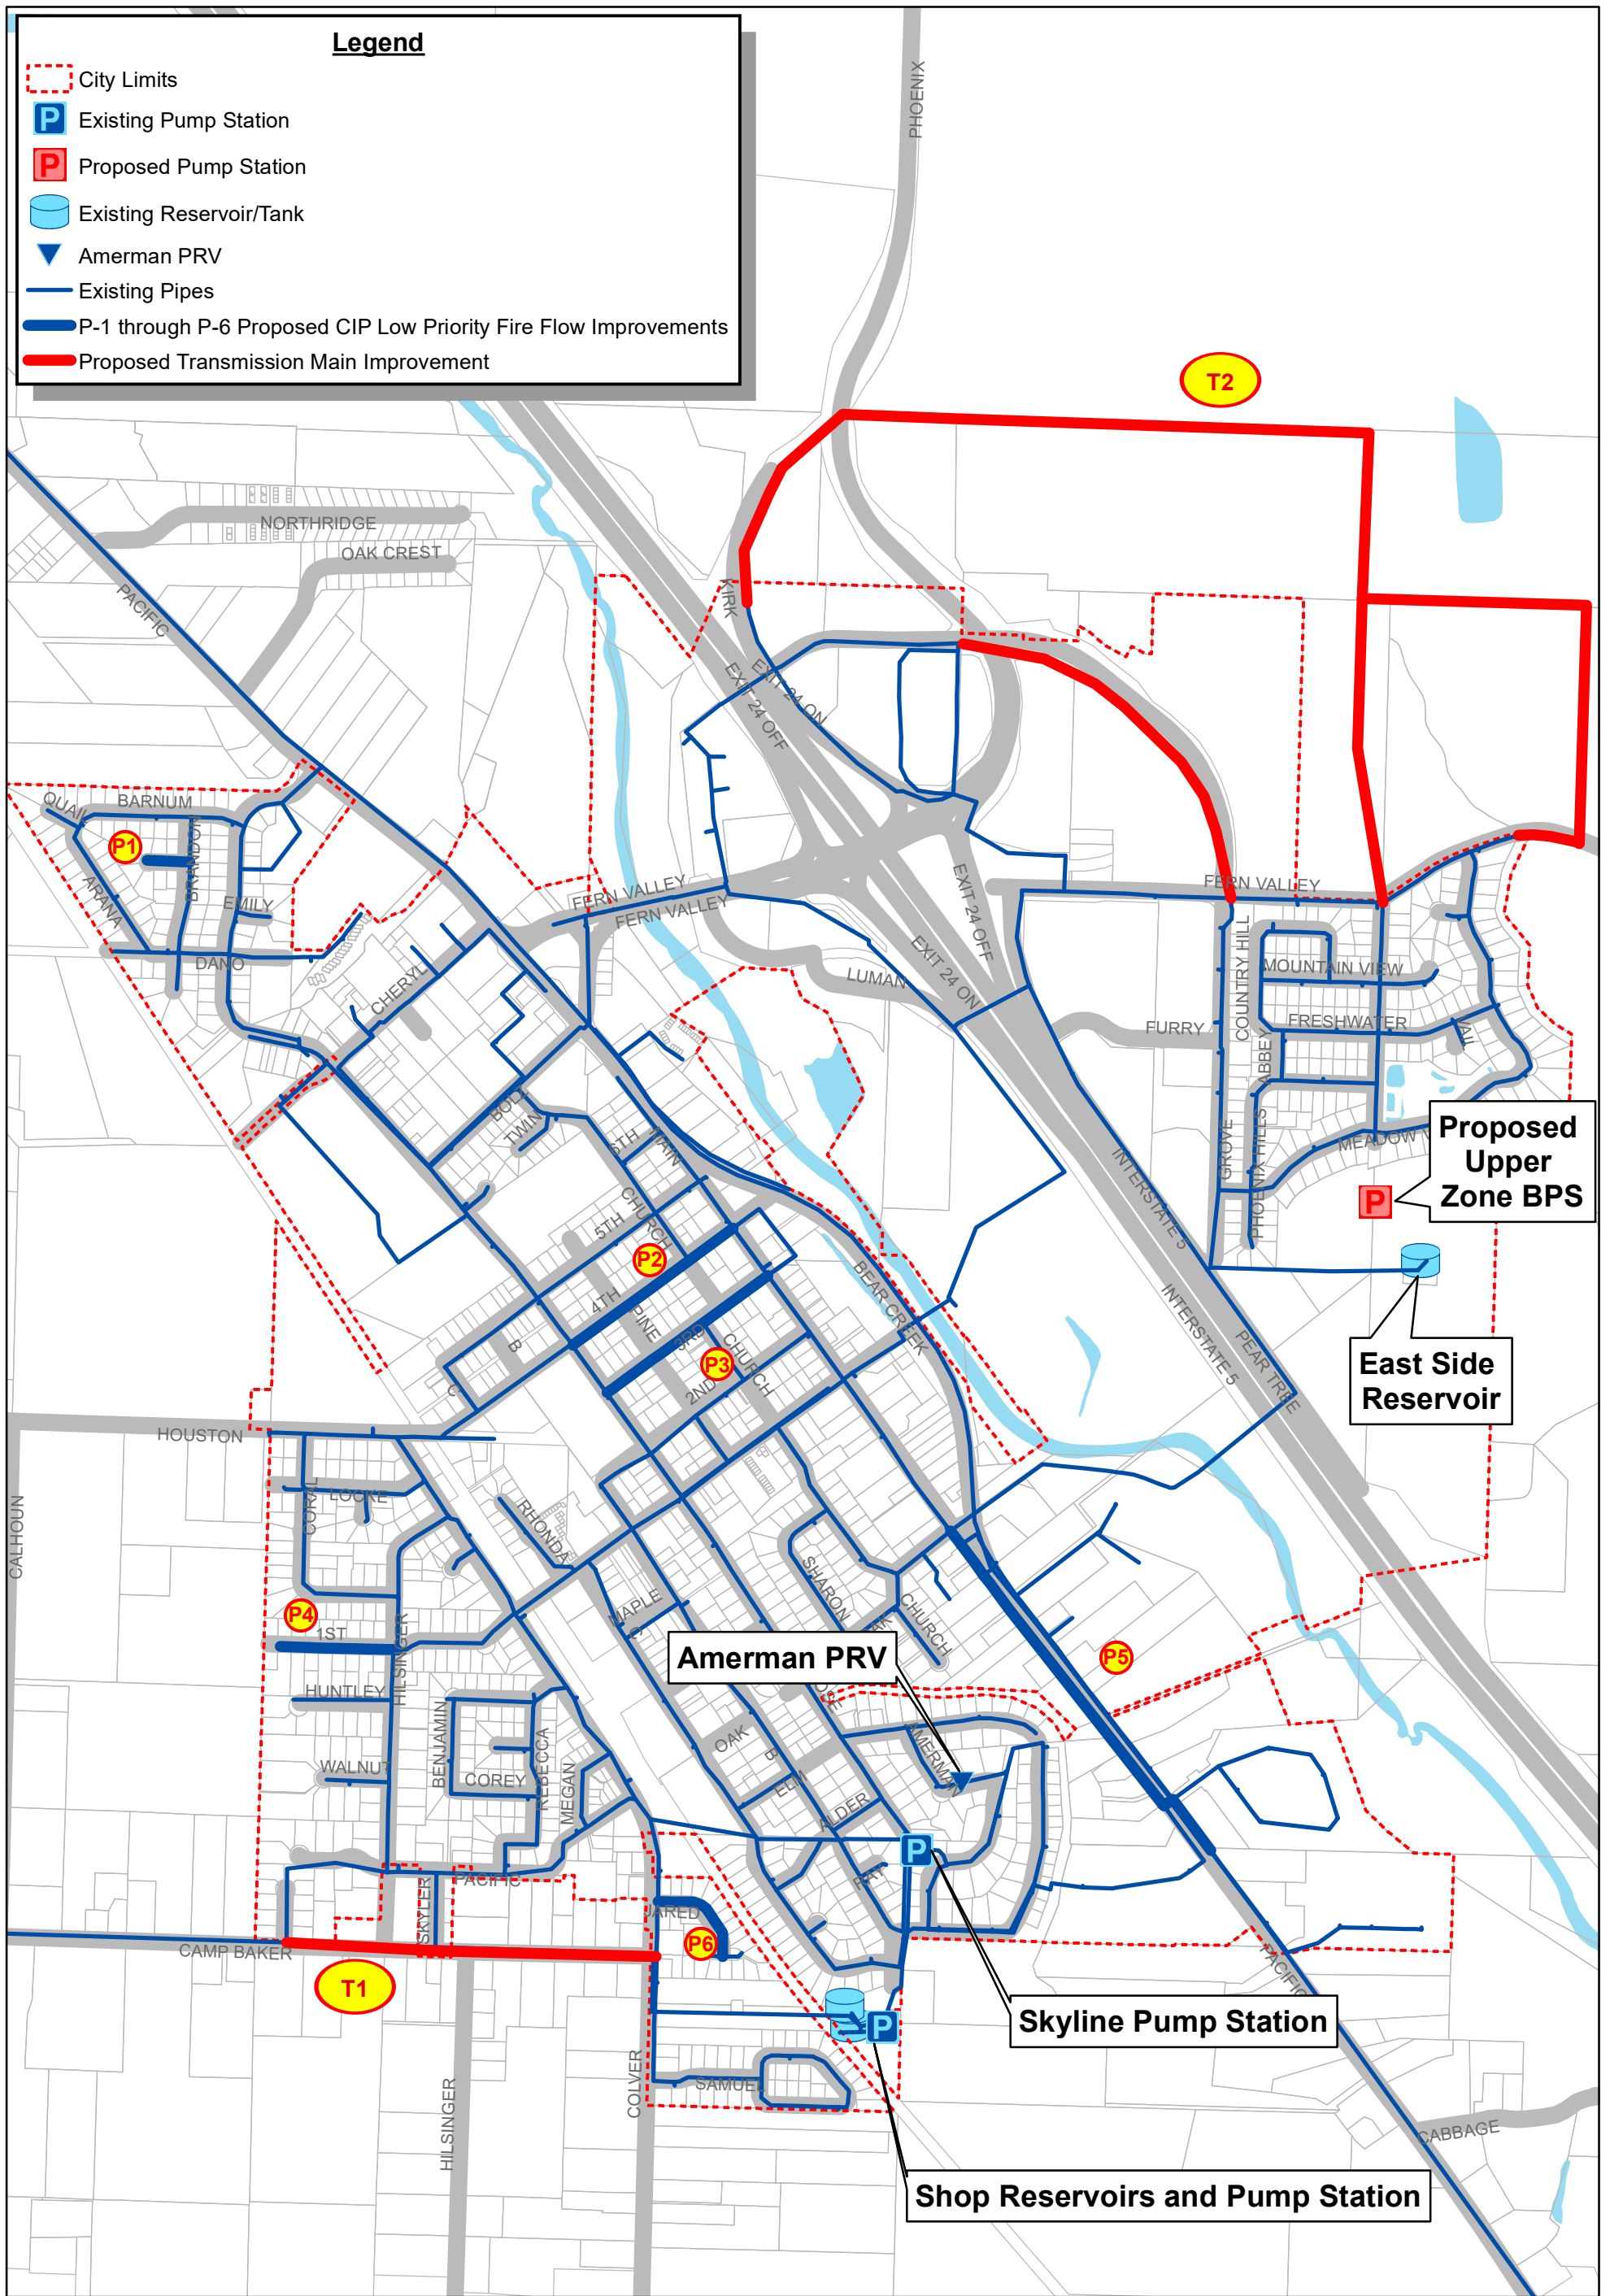 Legend
City Limits
P
Existing Pump Station
P
Proposed Pump Station
Existing Reservoir/Tank
Amerman PRV
Existing Pipes
P-1 through P-6 Proposed CIP Low Priority Fire Flow Improvements
Proposed Transmission Main Improvement
PHOENIX
T2
NORTHRIDGE
OAK CREST
PACIFIC
KIRK
EXIT 24 ON
EXIT 24 OFF
QUAIL
BARNUM
P1
BRANDON
ARANA
EMILY
DANO
CHERYL
FERN VALLEY
FERN VALLEY
FERN VALLEY
EXIT 24 OFF
EXIT 24 ON
LUMAN
COUNTRY HILL
MOUNTAIN VIEW
FURRY
FRESHWATER
ABBEY
GROVE
PHOENIX HILLS
Proposed
Upper
Zone BPS
P
East Side
Reservoir
BOLZ
TWIN
6TH
MAIN
CHURCH
5TH
P2
4TH
PINE
B
C
3RD
P3
CHURCH
2ND
BEAR CREEK
INTERSTATE 5
INTERSTATE 5
PEAR TREE
HOUSTON
CALHOUN
CORAL
LOCKE
RHONDA
MAPLE
C
SHARON
CHURCH
P4
1ST
HILSINGER
HUNTLEY
Amerman PRV
P5
BENJAMIN
REBECCA
WALNUT
COREY
MEGAN
OAK
B
ELM
ALDER
AMERMAN
P
RAY
PACIFIC
SKYLER
JARED
P6
CAMP BAKER
T1
PACIFIC
Skyline Pump Station
P
COLVER
SAMUEL
HILSINGER
CABBAGE
Shop Reservoirs and Pump Station